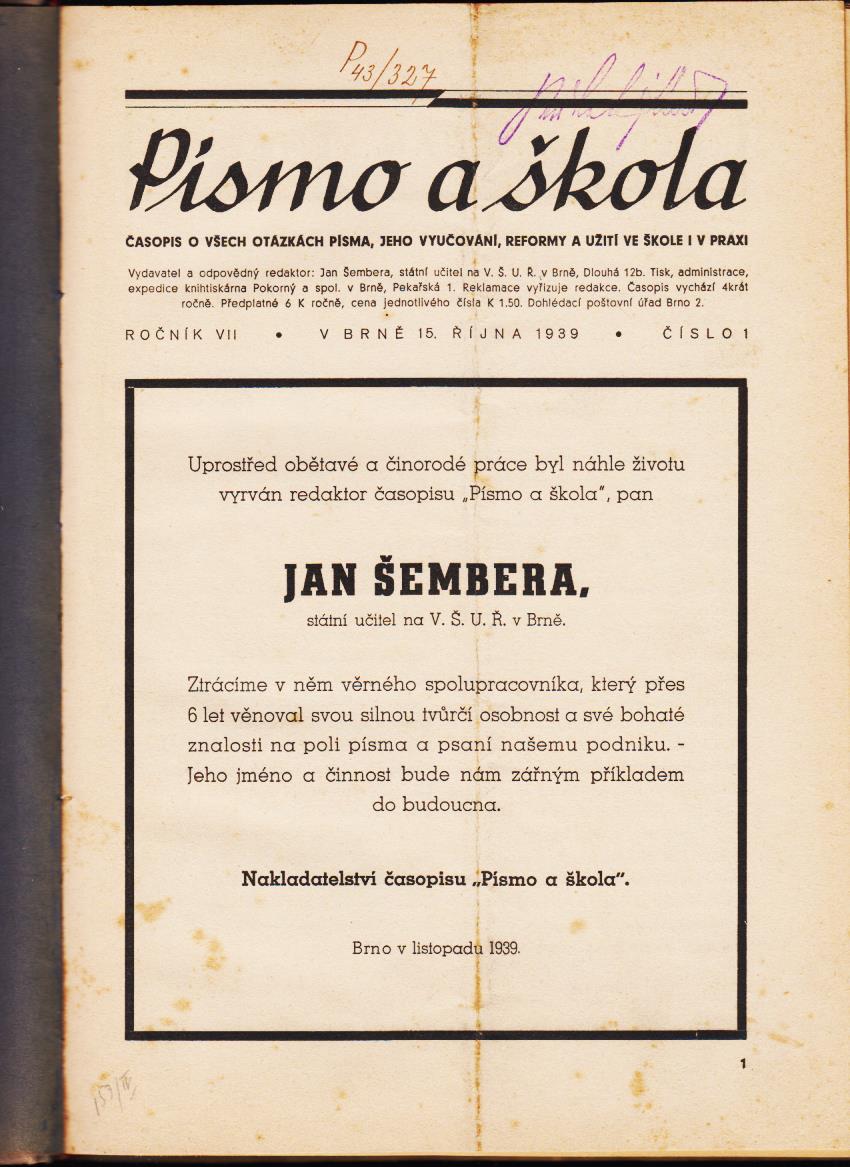 P 43/327
Písmo a škola
ČASOPIS O VŠECH OTÁZKÁCH PÍSMA, JEHO VYUČOVÁNÍ, REFORMY A UŽITÍ VE ŠKOLE I V PRAXI
Vydavatel a odpovědný redaktor: Jan Šembera, státní učitel na V. Š. U. Ř. v Brně, Dlouhá 12b. Tisk, administrace,
expedice knihtiskárna Pokorný a spol. v Brně, Pekařská 1. Reklamace vyřizuje redakce. Časopis vychází 4krát
ročně. Předplatné 6 K ročně, cena jednotlivého čísla K 1.50. Dohlédací poštovní úřad Brno 2.
ROČNÍK VII • V BRNĚ 15. ŘÍJNA 1939 • ČÍSLO 1
Uprostřed obětavé a činorodé práce byl náhle životu
vyrván redaktor časopisu „Písmo a škola", pan
JAN ŠEMBERA,
státní učitel na V. Š. U. Ř. v Brně.
Ztrácíme v něm věrného spolupracovníka, který přes
6 let věnoval svou silnou tvůrčí osobnost a své bohaté
znalosti na poli písma a psaní našemu podniku. -
Jeho jméno a činnost bude nám zářným příkladem
do budoucna.
Nakladatelství časopisu „Písmo a škola".
Brno v listopadu 1939.
1